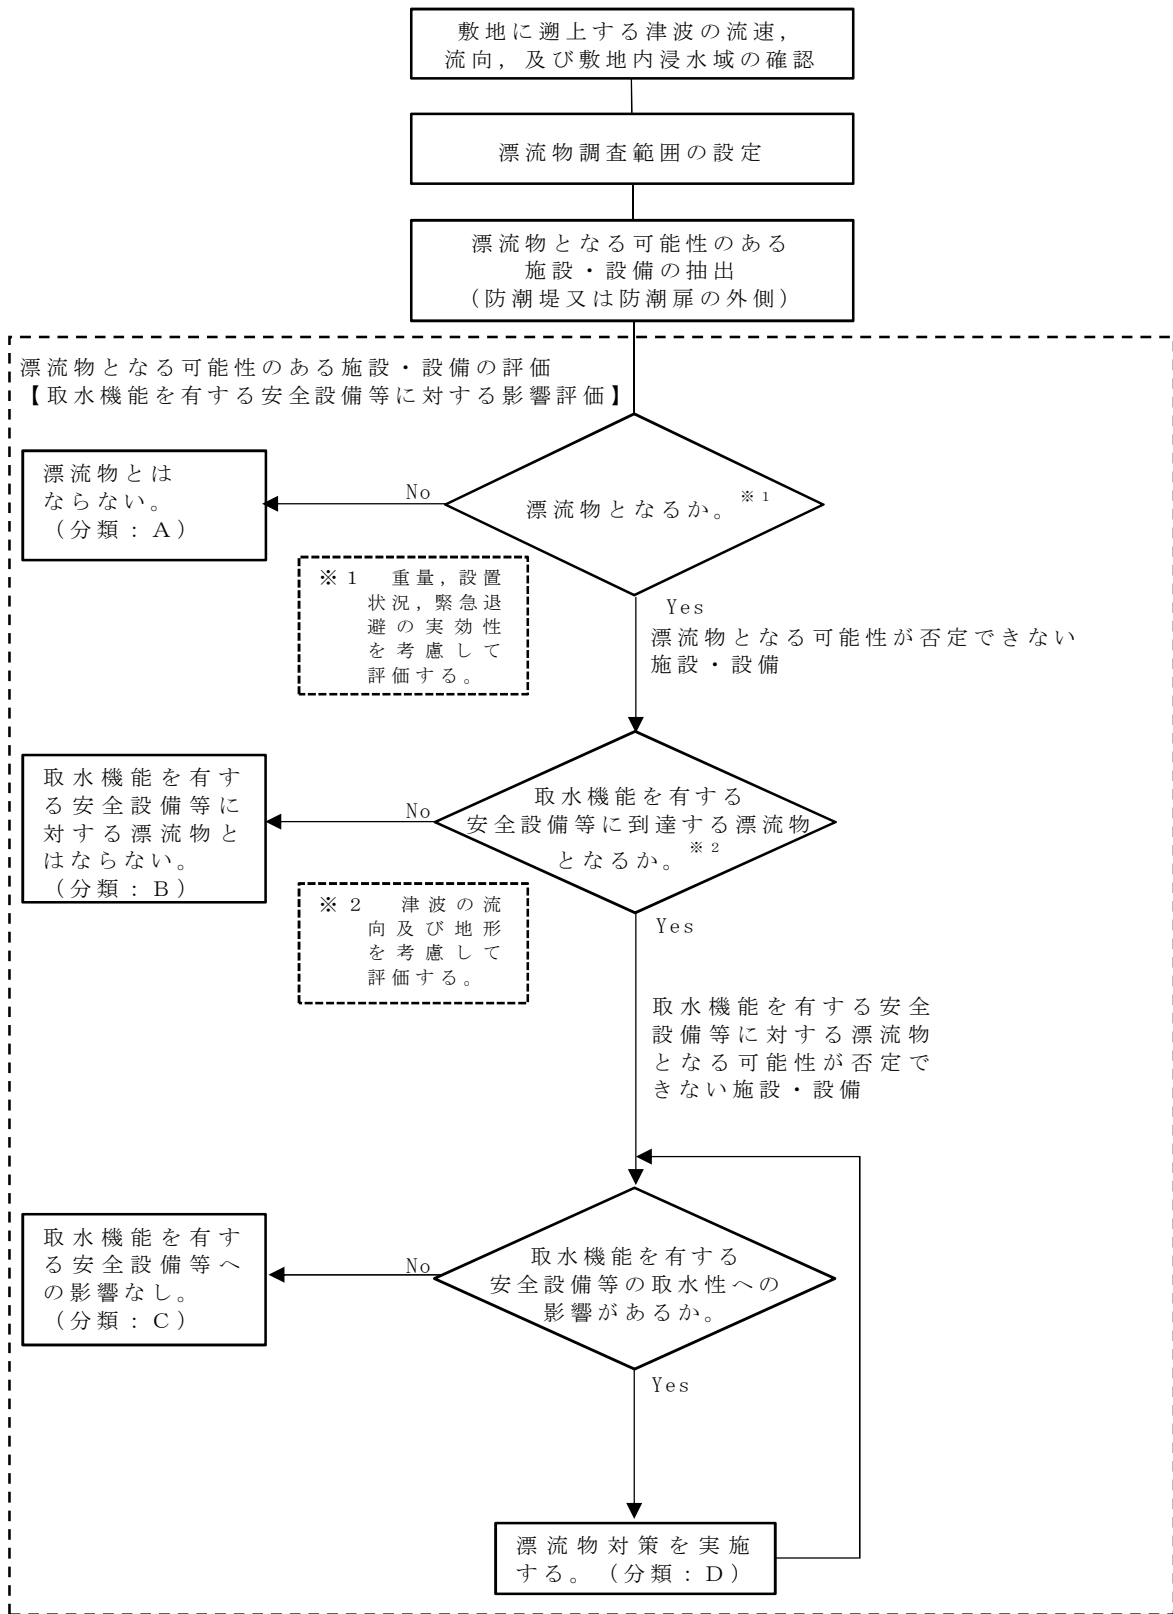 敷地に遡上する津波の流速，
流向，及び敷地内浸水域の確認
漂流物調査範囲の設定
漂流物となる可能性のある
施設・設備の抽出
（防潮堤又は防潮扉の外側）
漂流物となる可能性のある施設・設備の評価
【取水機能を有する安全設備等に対する影響評価】
漂流物とは
ならない。
（分類：Ａ）
No
漂流物となるか。※１
※１　重量，設置
状況，緊急退
避の実効性
を考慮して
評価する。
Yes
漂流物となる可能性が否定できない
施設・設備
取水機能を有す
る安全設備等に
対する漂流物と
はならない。
（分類：Ｂ）
No
取水機能を有する
安全設備等に到達する漂流物
となるか。※２
※２　津波の流
向及び地形
を考慮して
評価する。
Yes
取水機能を有する安全
設備等に対する漂流物
となる可能性が否定で
きない施設・設備
取水機能を有す
る安全設備等へ
の影響なし。
（分類：Ｃ）
No
取水機能を有する
安全設備等の取水性への
影響があるか。
Yes
漂流物対策を実施
する。（分類：Ｄ）